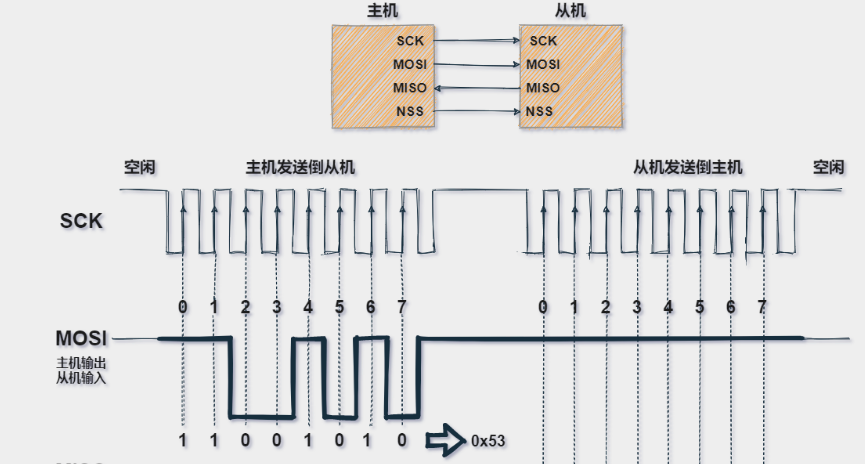 主机 从机
SCK SCK
MOSI MOSI
MISO MISO
NSS NSS
空闲 主机发送倒从机 从机发送倒主机 空闲
SCK
0 1 2 3 4 5 6 7 0 1 2 3 4 5 6 7
MOSI
主机输出
从机输入
1 1 0 0 1 0 1 0 0x53